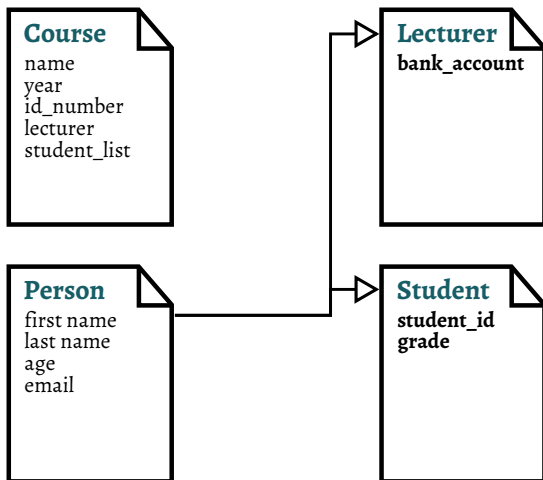 Course
name
year
id_number
lecturer
student_list
Lecturer
bank_account
Person
first name
last name
age
email
Student
student_id
grade